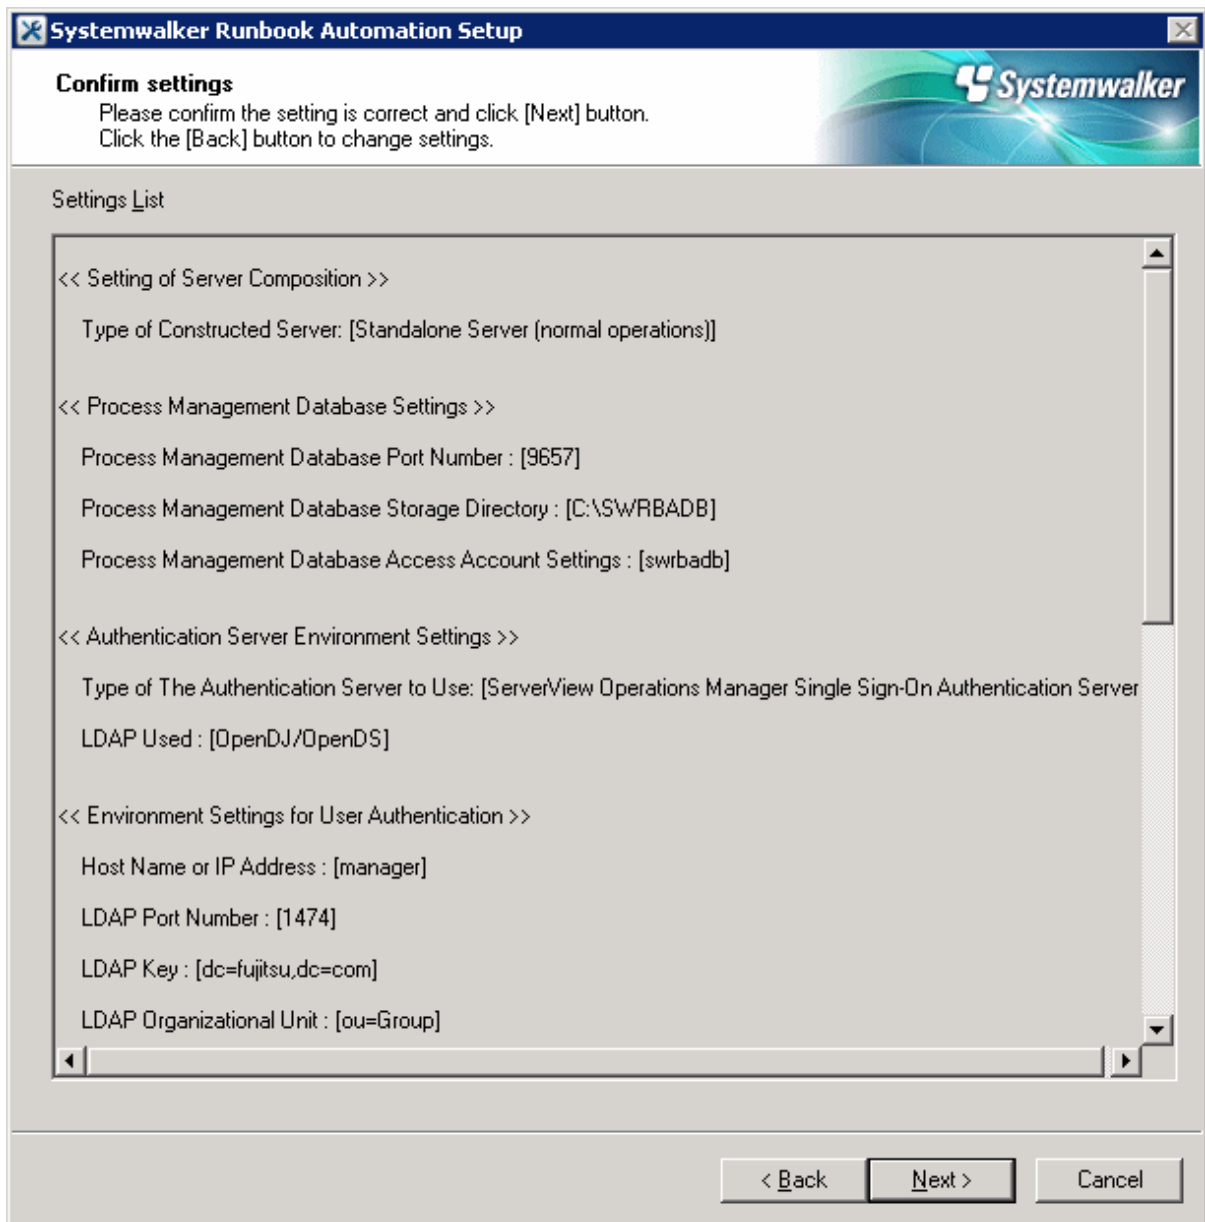 Systemwalker Runbook Automation Setup
Confirm settings
Please confirm the setting is correct and click [Next] button.
Click the [Back] button to change settings.
Systemwalker
Settings List
<< Setting of Server Composition >>
Type of Constructed Server: [Standalone Server (normal operations)]
<< Process Management Database Settings >>
Process Management Database Port Number : [9657]
Process Management Database Storage Directory : [C:\SWRBADB]
Process Management Database Access Account Settings : [swrbadb]
<< Authentication Server Environment Settings >>
Type of The Authentication Server to Use: [ServerView Operations Manager Single Sign-On Authentication Server
LDAP Used : [OpenDJ/OpenDS]
<< Environment Settings for User Authentication >>
Host Name or IP Address : [manager]
LDAP Port Number : [1474]
LDAP Key : [dc=fujitsu,dc=com]
LDAP Organizational Unit : [ou=Group]
< Back
Next >
Cancel